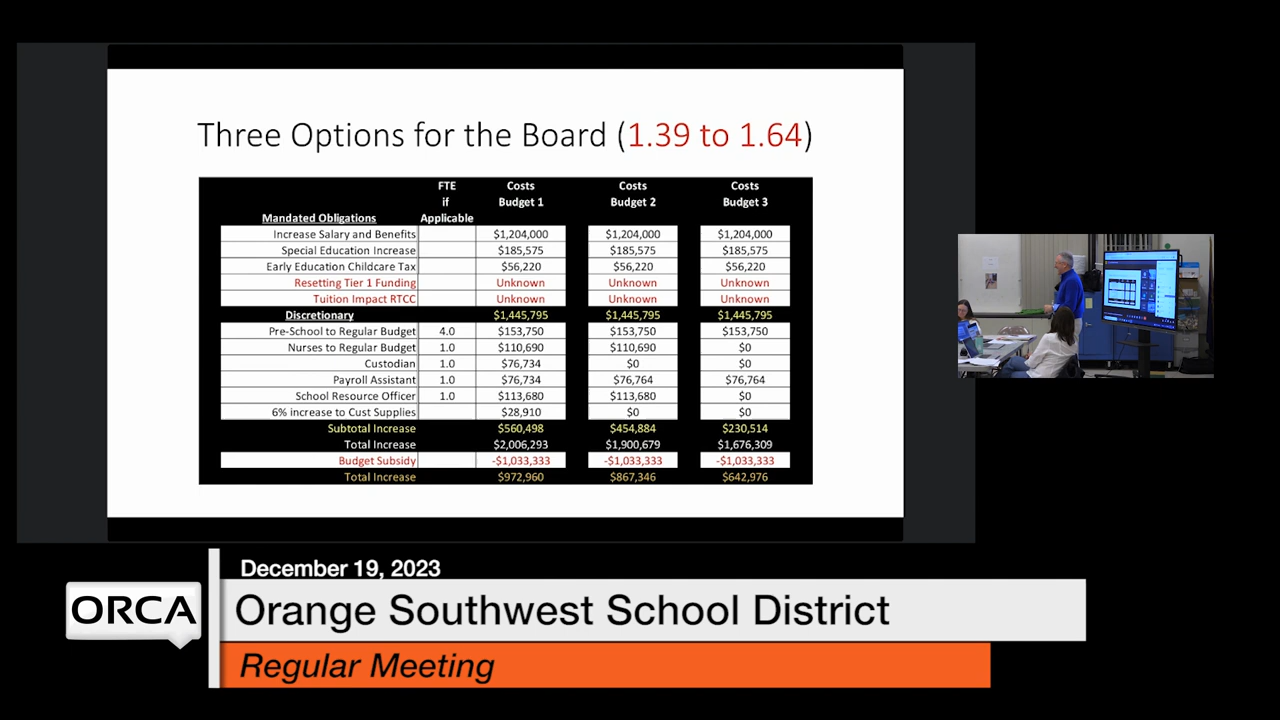 Three Options for the Board (1.39 to 1.64)
FTE Costs Costs Costs
if Budget 1 Budget 2 Budget 3
Mandated Obligations Applicable
Increase Salary and Benefits $1,204,000 $1,204,000 $1,204,000
Special Education Increase $185,575 $185,575 $185,575
Early Education Childcare Tax $56,220 $56,220 $56,220
Resetting Tier 1 Funding Unknown Unknown Unknown
Tuition Impact RTCC Unknown Unknown Unknown
Discretionary $1,445,795 $1,445,795 $1,445,795
Pre-School to Regular Budget 4.0 $153,750 $153,750 $153,750
Nurses to Regular Budget 1.0 $110,690 $110,690 $0
Custodian 1.0 $76,734 $0 $0
Payroll Assistant 1.0 $76,734 $76,764 $76,764
School Resource Officer 1.0 $113,680 $113,680 $0
6% increase to Cust Supplies $28,910 $0 $0
Subtotal Increase $560,498 $454,884 $230,514
Total Increase $2,006,293 $1,900,679 $1,676,309
Budget Subsidy -$1,033,333 -$1,033,333 -$1,033,333
Total Increase $972,960 $867,346 $642,976
December 19, 2023
ORCA
Orange Southwest School District
Regular Meeting